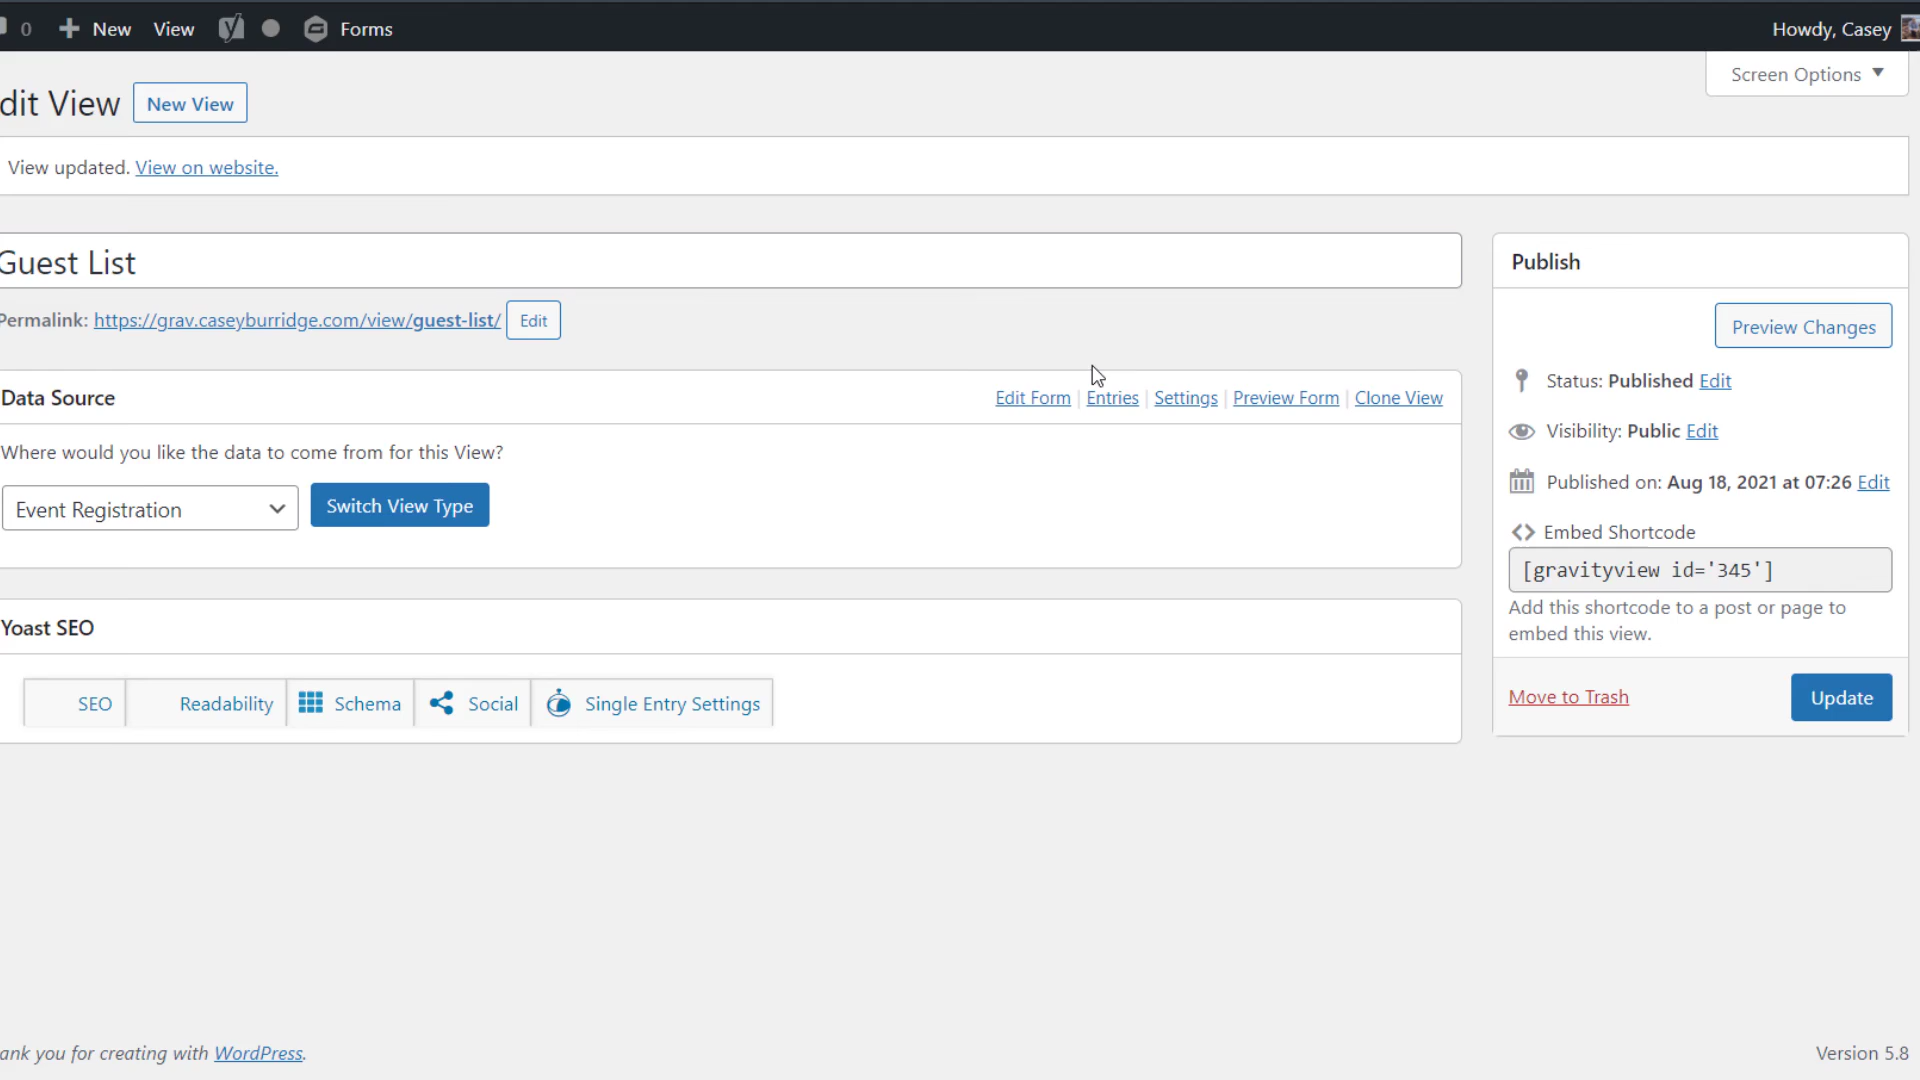 0 New View Forms Howdy, Casey
Screen Options
dit View New View
View updated. View on website.
Guest List
Permalink: https://grav.caseyburridge.com/view/guest-list/ Edit
Data Source Edit Form | Entries | Settings | Preview Form | Clone View
Where would you like the data to come from for this View?
Event Registration Switch View Type
Yoast SEO
SEO Readability Schema Social Single Entry Settings
Publish
Preview Changes
Status: Published Edit
Visibility: Public Edit
Published on: Aug 18, 2021 at 07:26 Edit
Embed Shortcode
[gravityview id='345']
Add this shortcode to a post or page to
embed this view.
Move to Trash Update
ank you for creating with WordPress. Version 5.8